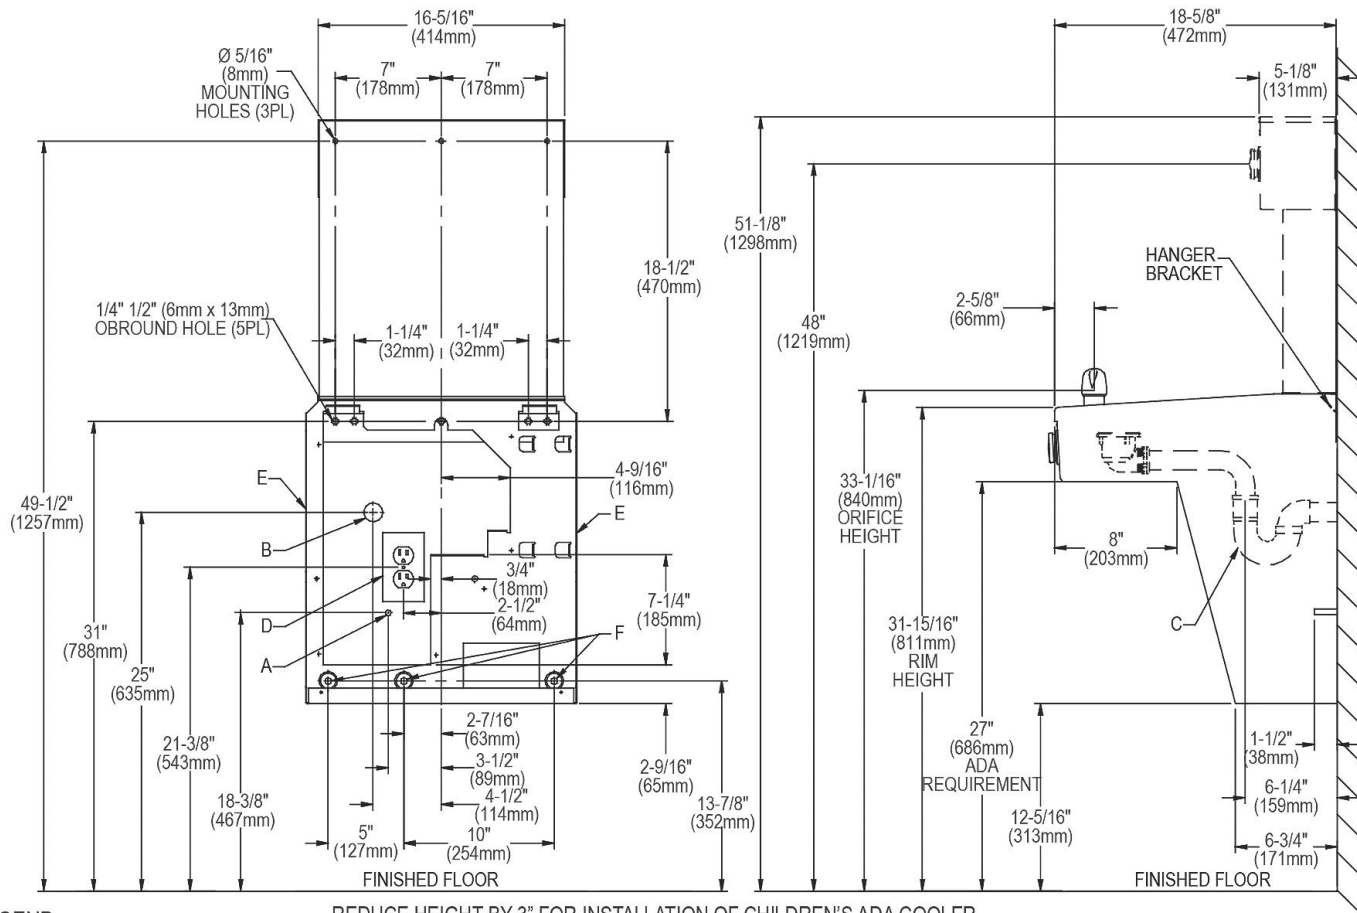 16-5/16"
(414mm)
Ø 5/16"
(8mm)
MOUNTING
HOLES (3PL)
7"
(178mm)
7"
(178mm)
18-1/2"
(470mm)
1/4" 1/2" (6mm x 13mm)
OBROUND HOLE (5PL)
1-1/4"
(32mm)
1-1/4"
(32mm)
4-9/16"
(116mm)
E
E
49-1/2"
(1257mm)
B
3/4"
(18mm)
2-1/2"
(64mm)
7-1/4"
(185mm)
D
F
A
31"
(788mm)
25"
(635mm)
21-3/8"
(543mm)
18-3/8"
(467mm)
2-7/16"
(63mm)
3-1/2"
(89mm)
4-1/2"
(114mm)
2-9/16"
(65mm)
13-7/8"
(352mm)
5"
(127mm)
10"
(254mm)
FINISHED FLOOR
18-5/8"
(472mm)
5-1/8"
(131mm)
51-1/8"
(1298mm)
HANGER
BRACKET
2-5/8"
(66mm)
48"
(1219mm)
33-1/16"
(840mm)
ORIFICE
HEIGHT
8"
(203mm)
31-15/16"
(811mm)
RIM
HEIGHT
C
27"
(686mm)
ADA
REQUIREMENT
1-1/2"
(38mm)
6-1/4"
(159mm)
12-5/16"
(313mm)
6-3/4"
(171mm)
FINISHED FLOOR
REDUCE HEIGHT BY 3" FOR INSTALLATION OF CHILDREN'S ADA COOLER